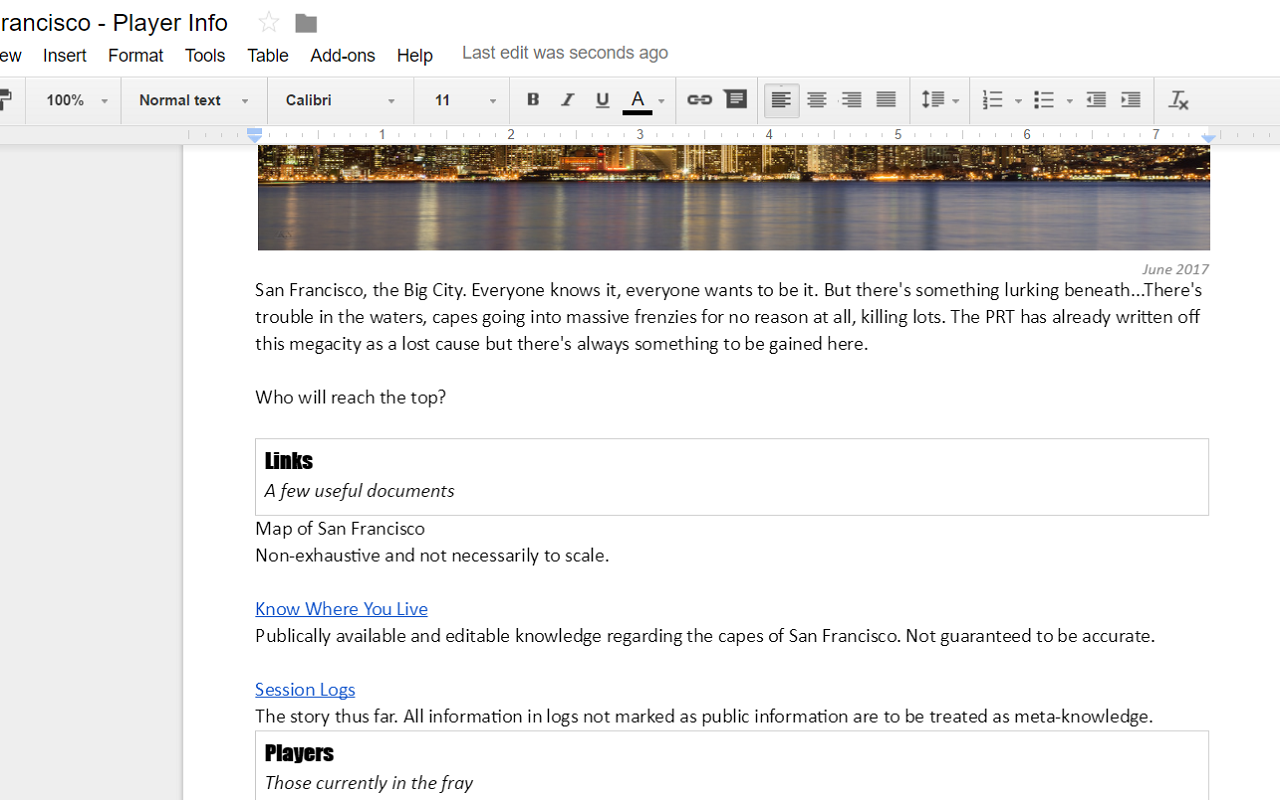 rancisco - Player Info
ew Insert Format Tools Table Add-ons Help Last edit was seconds ago
100% Normal text Calibri 11 B I U A
1 2 3 4 5 6 7
June 2017
San Francisco, the Big City. Everyone knows it, everyone wants to be it. But there's something lurking beneath...There's
trouble in the waters, capes going into massive frenzies for no reason at all, killing lots. The PRT has already written off
this megacity as a lost cause but there's always something to be gained here.
Who will reach the top?
Links
A few useful documents
Map of San Francisco
Non-exhaustive and not necessarily to scale.
Know Where You Live
Publically available and editable knowledge regarding the capes of San Francisco. Not guaranteed to be accurate.
Session Logs
The story thus far. All information in logs not marked as public information are to be treated as meta-knowledge.
Players
Those currently in the fray